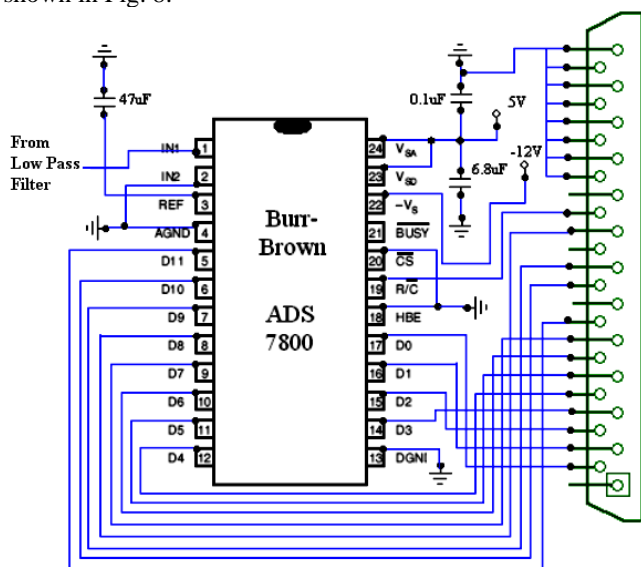 shown in Fig. 8.
47uF
0.1uF
5V
-12V
6.8uF
From
Low Pass
Filter
IN1 1
IN2 2
REF 3
AGND 4
D11 5
D10 6
D9 7
D8 8
D7 9
D6 10
D5 11
D4 12
Burr-
Brown
ADS
7800
24 VSA
23 VSD
22 -VS
21 BUSY
20 CS
19 R/C
18 HBE
17 D0
16 D1
15 D2
14 D3
13 DGNI